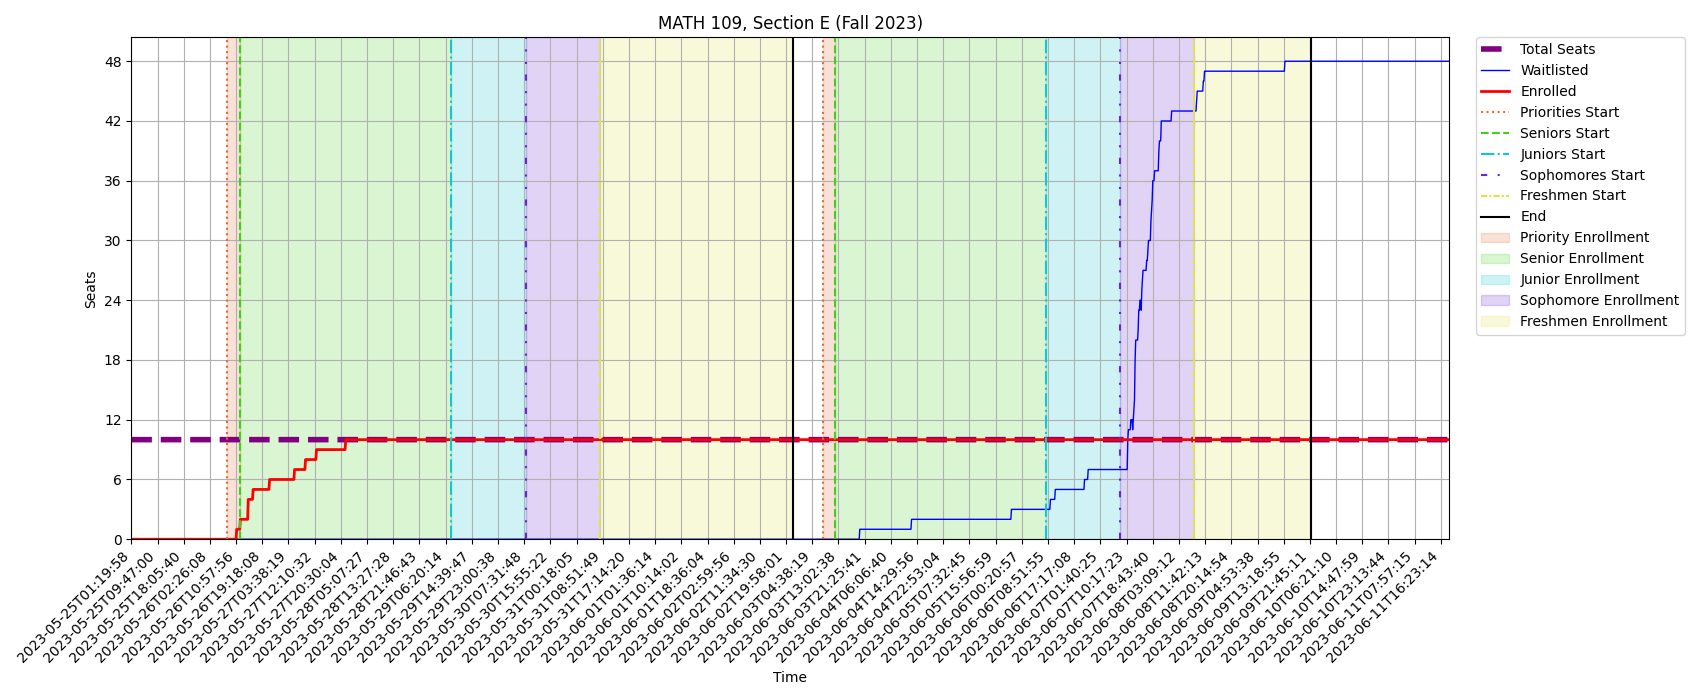 MATH 109, Section E (Fall 2023)
Seats
48
42
36
30
24
18
12
6
0
2023-05-25T01:19:58
2023-05-25T09:47:00
2023-05-25T18:05:40
2023-05-26T02:26:08
2023-05-26T10:57:56
2023-05-26T19:18:08
2023-05-27T03:38:19
2023-05-27T12:10:32
2023-05-27T20:30:04
2023-05-28T05:07:27
2023-05-28T13:27:28
2023-05-28T21:46:43
2023-05-29T06:20:14
2023-05-29T14:39:47
2023-05-29T23:00:38
2023-05-30T07:31:48
2023-05-30T15:55:22
2023-05-31T00:18:05
2023-05-31T08:51:49
2023-05-31T17:14:20
2023-06-01T01:36:14
2023-06-01T10:14:02
2023-06-01T18:36:04
2023-06-02T02:59:56
2023-06-02T11:34:30
2023-06-02T19:58:01
2023-06-03T04:38:19
2023-06-03T13:02:38
2023-06-03T21:25:41
2023-06-04T06:06:40
2023-06-04T14:29:56
2023-06-04T22:53:04
2023-06-05T07:32:45
2023-06-05T15:56:59
2023-06-06T00:20:57
2023-06-06T08:51:55
2023-06-06T17:17:08
2023-06-07T01:40:25
2023-06-07T10:17:23
2023-06-07T18:43:40
2023-06-08T03:09:12
2023-06-08T11:42:13
2023-06-08T20:14:54
2023-06-09T04:53:38
2023-06-09T13:18:55
2023-06-09T21:45:11
2023-06-10T06:21:10
2023-06-10T14:47:59
2023-06-10T23:13:44
2023-06-11T07:57:15
2023-06-11T16:23:14
Time
Total Seats
Waitlisted
Enrolled
Priorities Start
Seniors Start
Juniors Start
Sophomores Start
Freshmen Start
End
Priority Enrollment
Senior Enrollment
Junior Enrollment
Sophomore Enrollment
Freshmen Enrollment